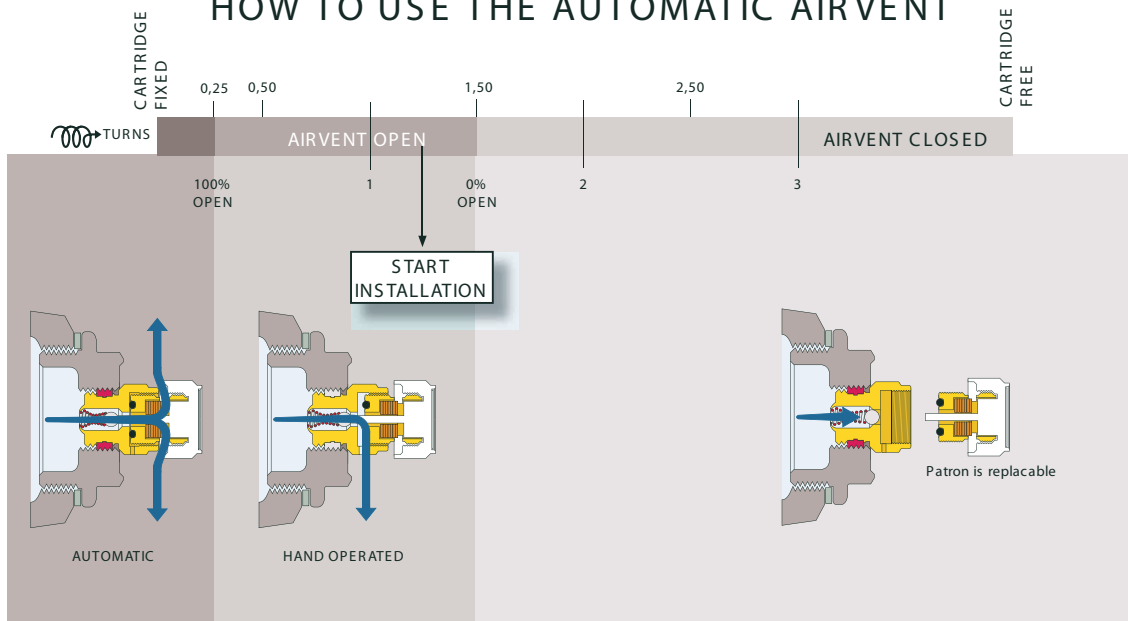 HOW TO USE THE AUTOMATIC AIRVENT
CARTRIDGE
FIXED
0,25
0,50
1,50
2,50
CARTRIDGE
FREE
TURNS
AIRVENT OPEN
AIRVENT CLOSED
100%
OPEN
1
0%
OPEN
2
3
START
INSTALLATION
Patron is replacable
AUTOMATIC
HAND OPERATED